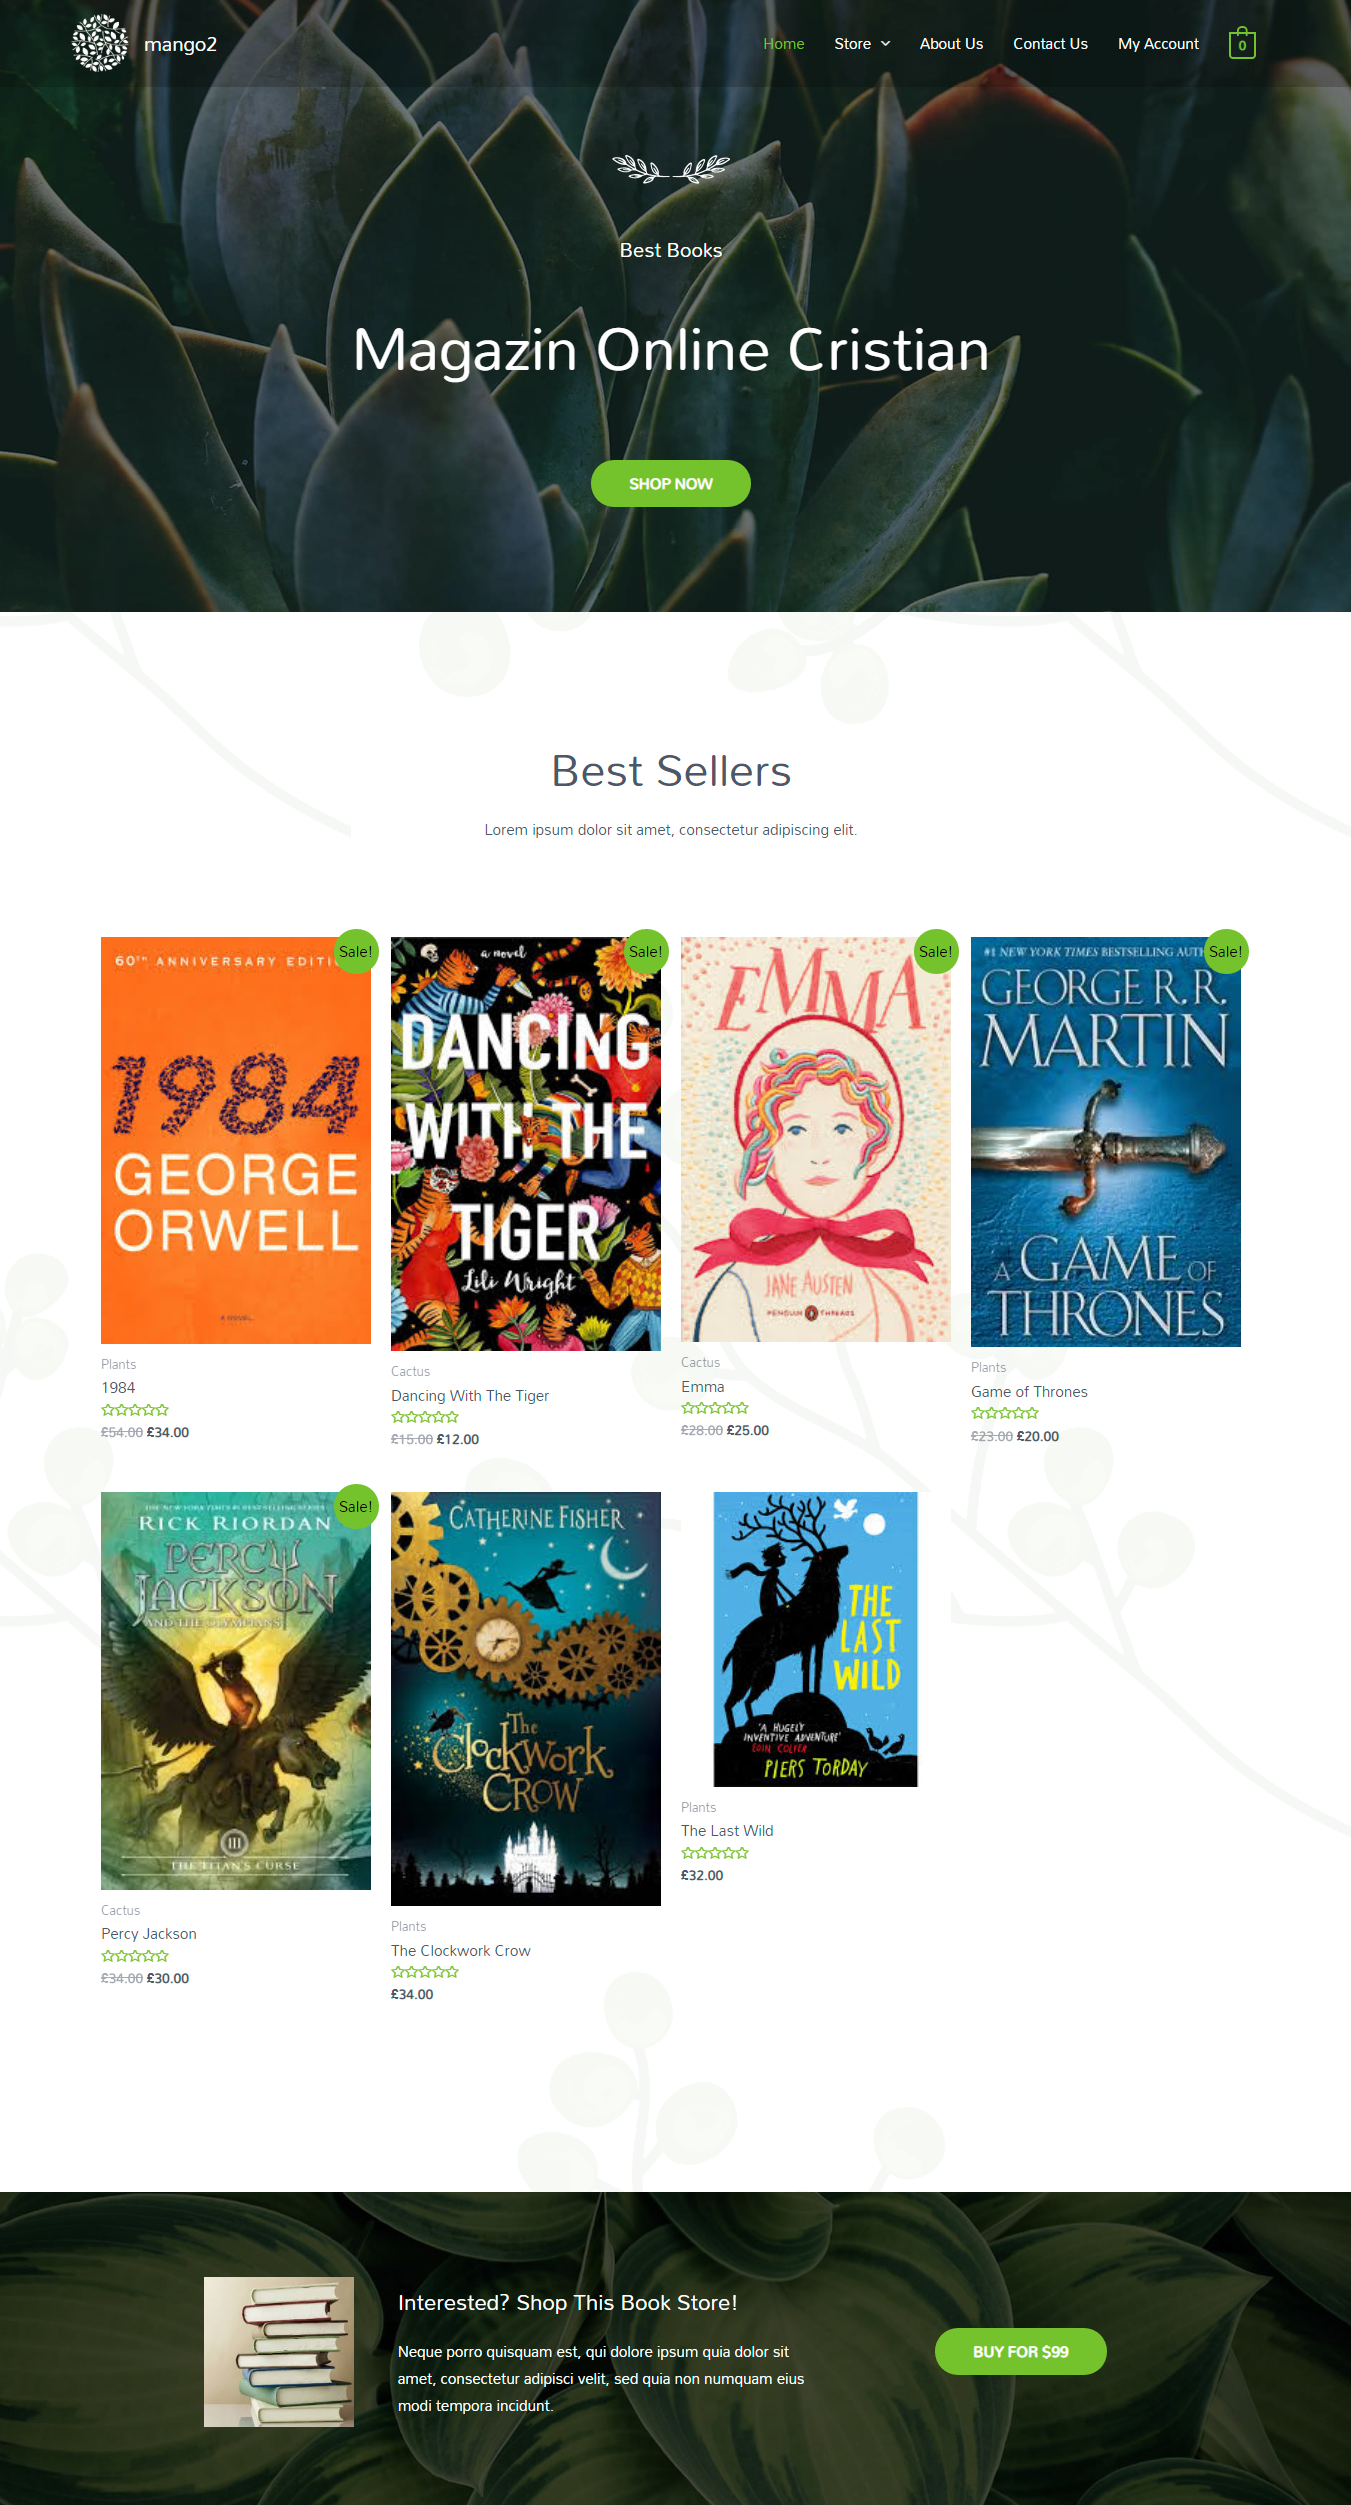 mango2
Home
Store
About Us
Contact Us
My Account
0
Best Books
Magazin Online Cristian
SHOP NOW
Best Sellers
Lorem ipsum dolor sit amet, consectetur adipiscing elit.
Sale!
60TH ANNIVERSARY EDITI
1984
GEORGE
ORWELL
A NOVEL
Plants
1984
£54.00 £34.00
Sale!
a novel
DANCING
WITH THE
TIGER
Lili Wright
Cactus
Dancing With The Tiger
£15.00 £12.00
Sale!
EMMA
JANE AUSTEN
PENGUIN THREADS
Cactus
Emma
£28.00 £25.00
Sale!
#1 NEW YORK TIMES BESTSELLING AUTH
GEORGE R.R.
MARTIN
A GAME OF
THRONES
Plants
Game of Thrones
£23.00 £20.00
Sale!
THE NEW YORK TIMES #1 BESTSELLING SERIES
RICK RIORDAN
PERCY
JACKSON
AND THE OLYMPIANS
III
THE TITAN'S CURSE
Cactus
Percy Jackson
£34.00 £30.00
CATHERINE FISHER
The
Clockwork
CROW
Plants
The Clockwork Crow
£34.00
THE
LAST
WILD
'A HUGELY
INVENTIVE ADVENTURE'
EOIN COLFER
PIERS TORDAY
Plants
The Last Wild
£32.00
Interested? Shop This Book Store!
Neque porro quisquam est, qui dolore ipsum quia dolor sit
amet, consectetur adipisci velit, sed quia non numquam eius
modi tempora incidunt.
BUY FOR $99